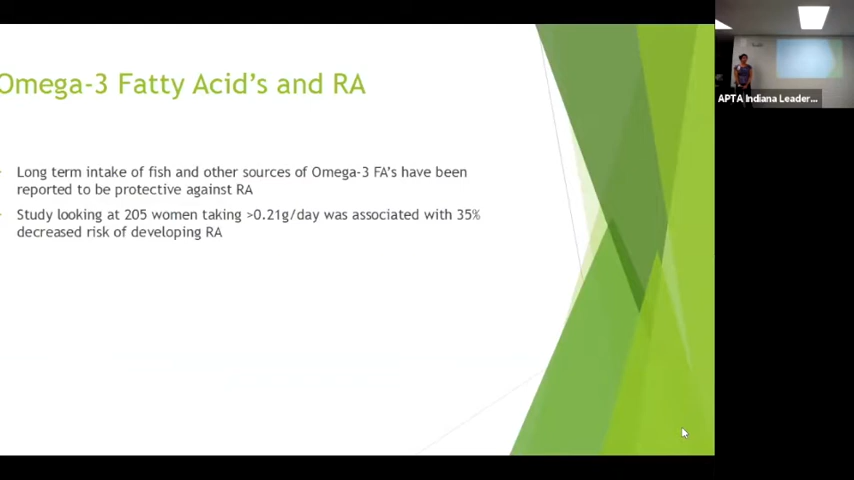 Omega-3 Fatty Acid's and RA
Long term intake of fish and other sources of Omega-3 FA's have been
reported to be protective against RA
Study looking at 205 women taking >0.21g/day was associated with 35%
decreased risk of developing RA
APTA Indiana Leader...